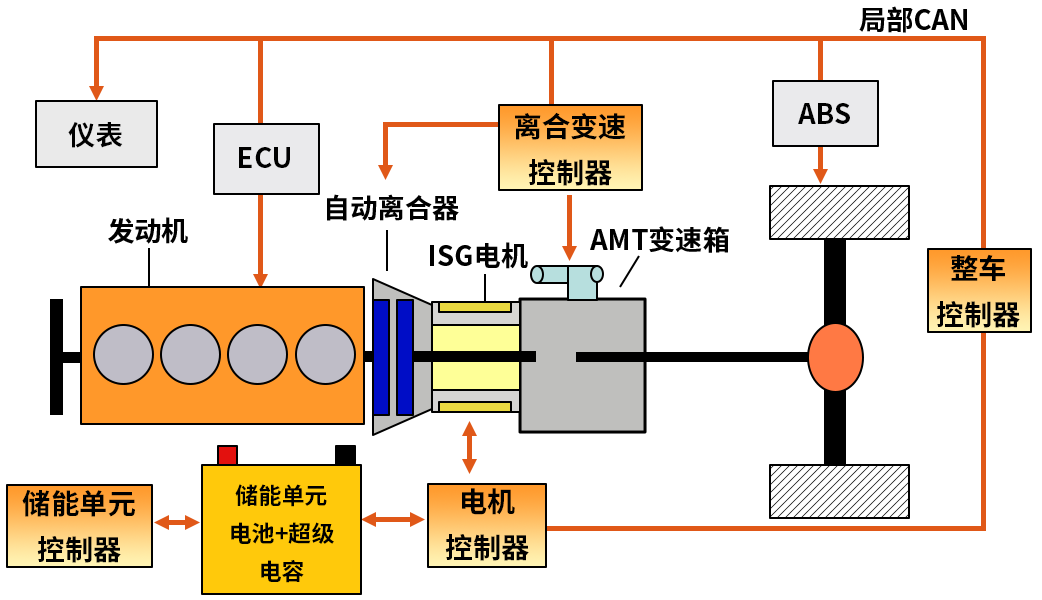 局部CAN
仪表
ECU
离合变速
控制器
ABS
自动离合器
发动机
ISG电机
AMT变速箱
整车
控制器
储能单元
控制器
储能单元
电池+超级
电容
电机
控制器